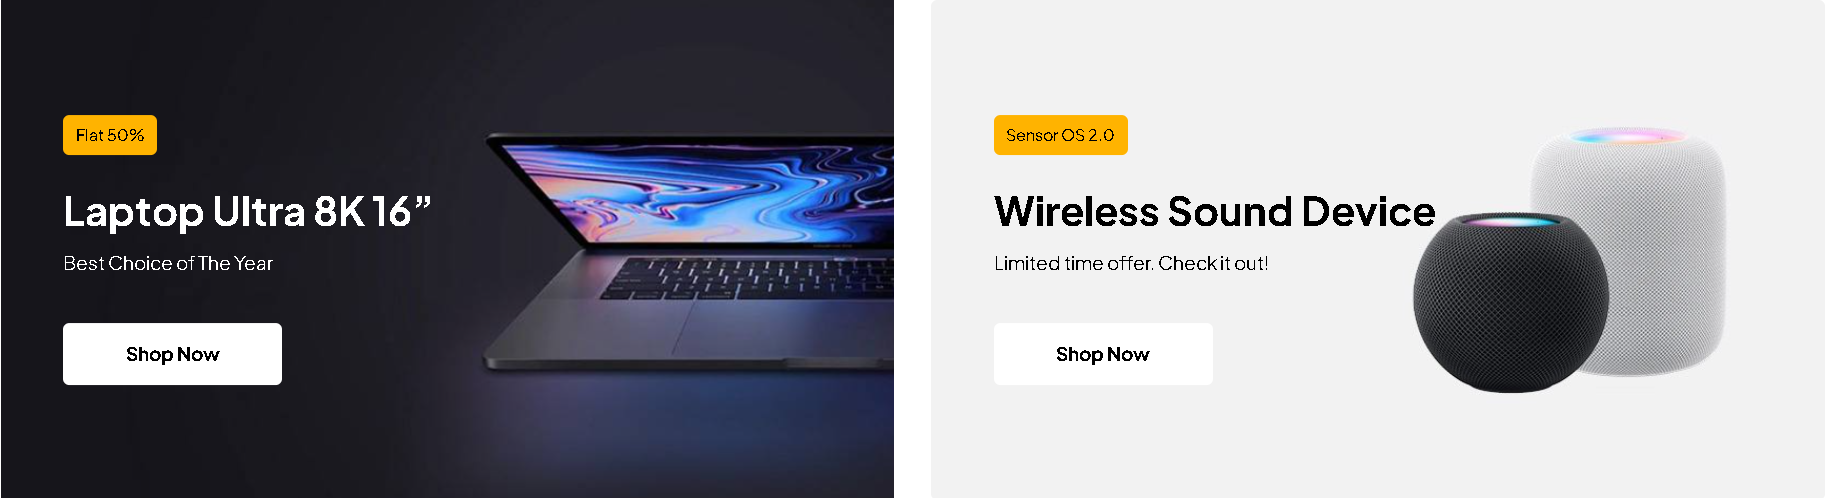 Flat 50%
Laptop Ultra 8K 16”
Best Choice of The Year
Shop Now
Sensor OS 2.0
Wireless Sound Device
Limited time offer. Check it out!
Shop Now